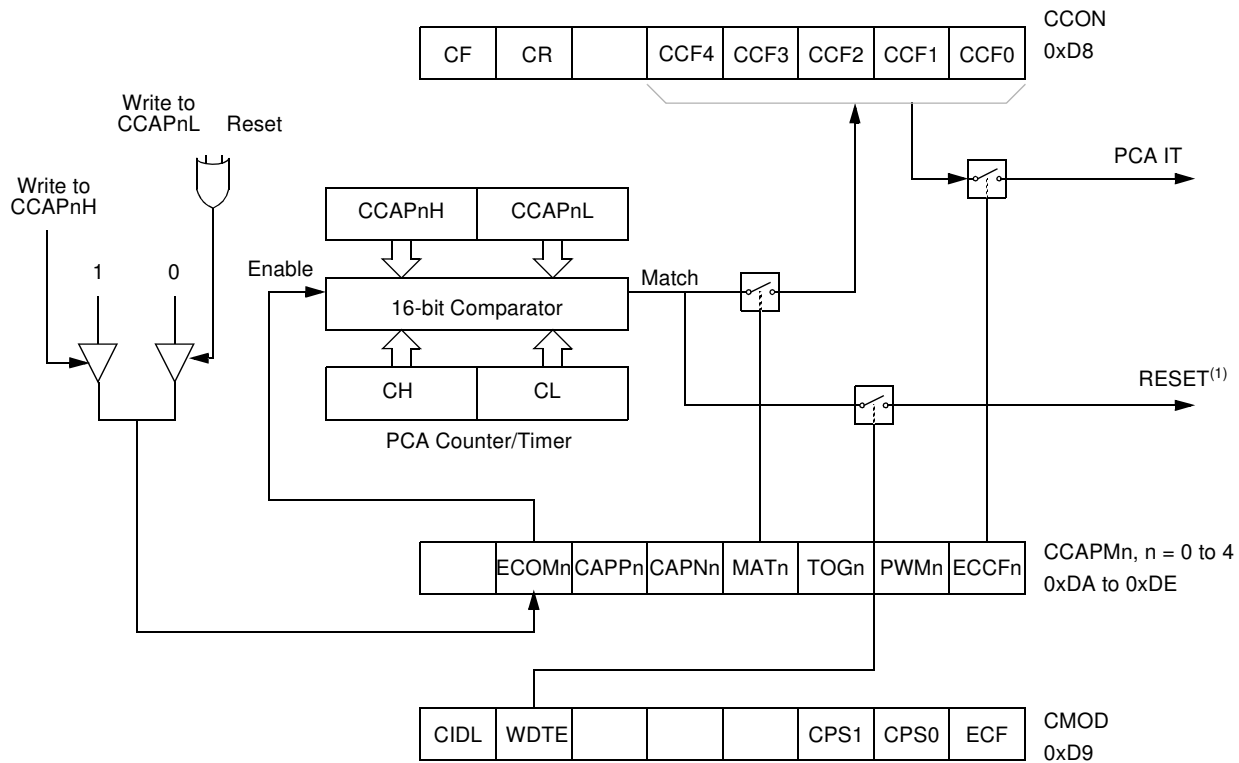 CCON
CF CR CCF4 CCF3 CCF2 CCF1 CCF0
0xD8
Write to
CCAPnL
Reset
PCA IT
Write to
CCAPnH
CCAPnH CCAPnL
1 0
Enable
Match
16-bit Comparator
RESET(1)
CH CL
PCA Counter/Timer
ECOMn CAPPn CAPNn MATn TOGn PWMn ECCFn
CCAPMn, n = 0 to 4
0xDA to 0xDE
CIDL WDTE CPS1 CPS0 ECF
CMOD
0xD9